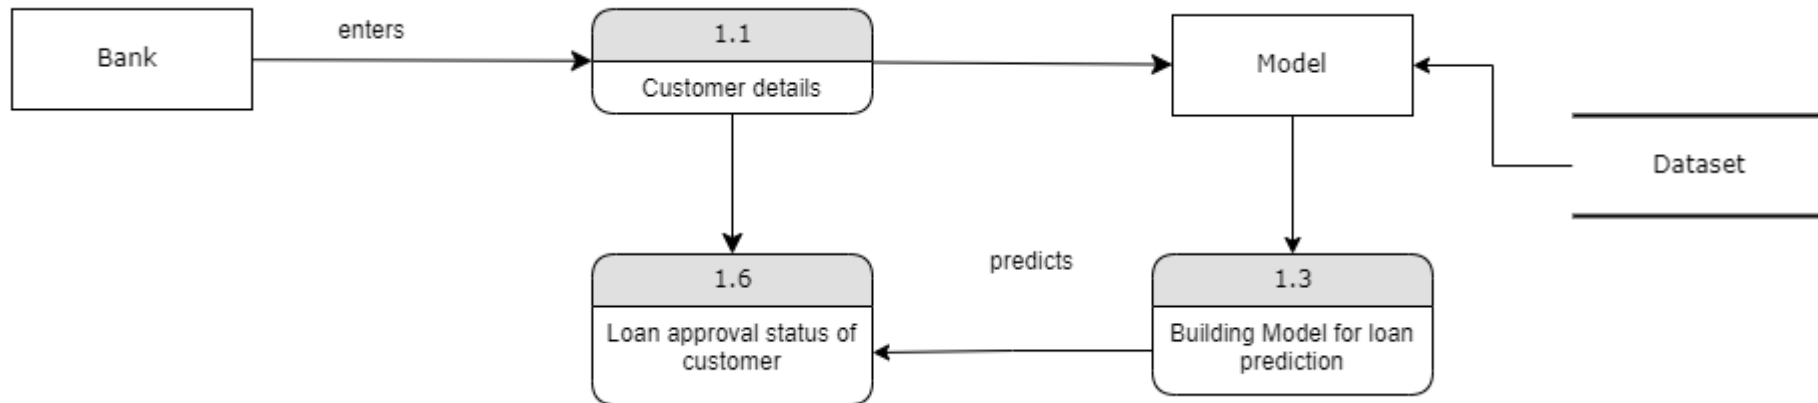 enters
1.1
Bank
Customer details
Model
Dataset
predicts
1.6
1.3
Loan approval status of
customer
Building Model for loan
prediction